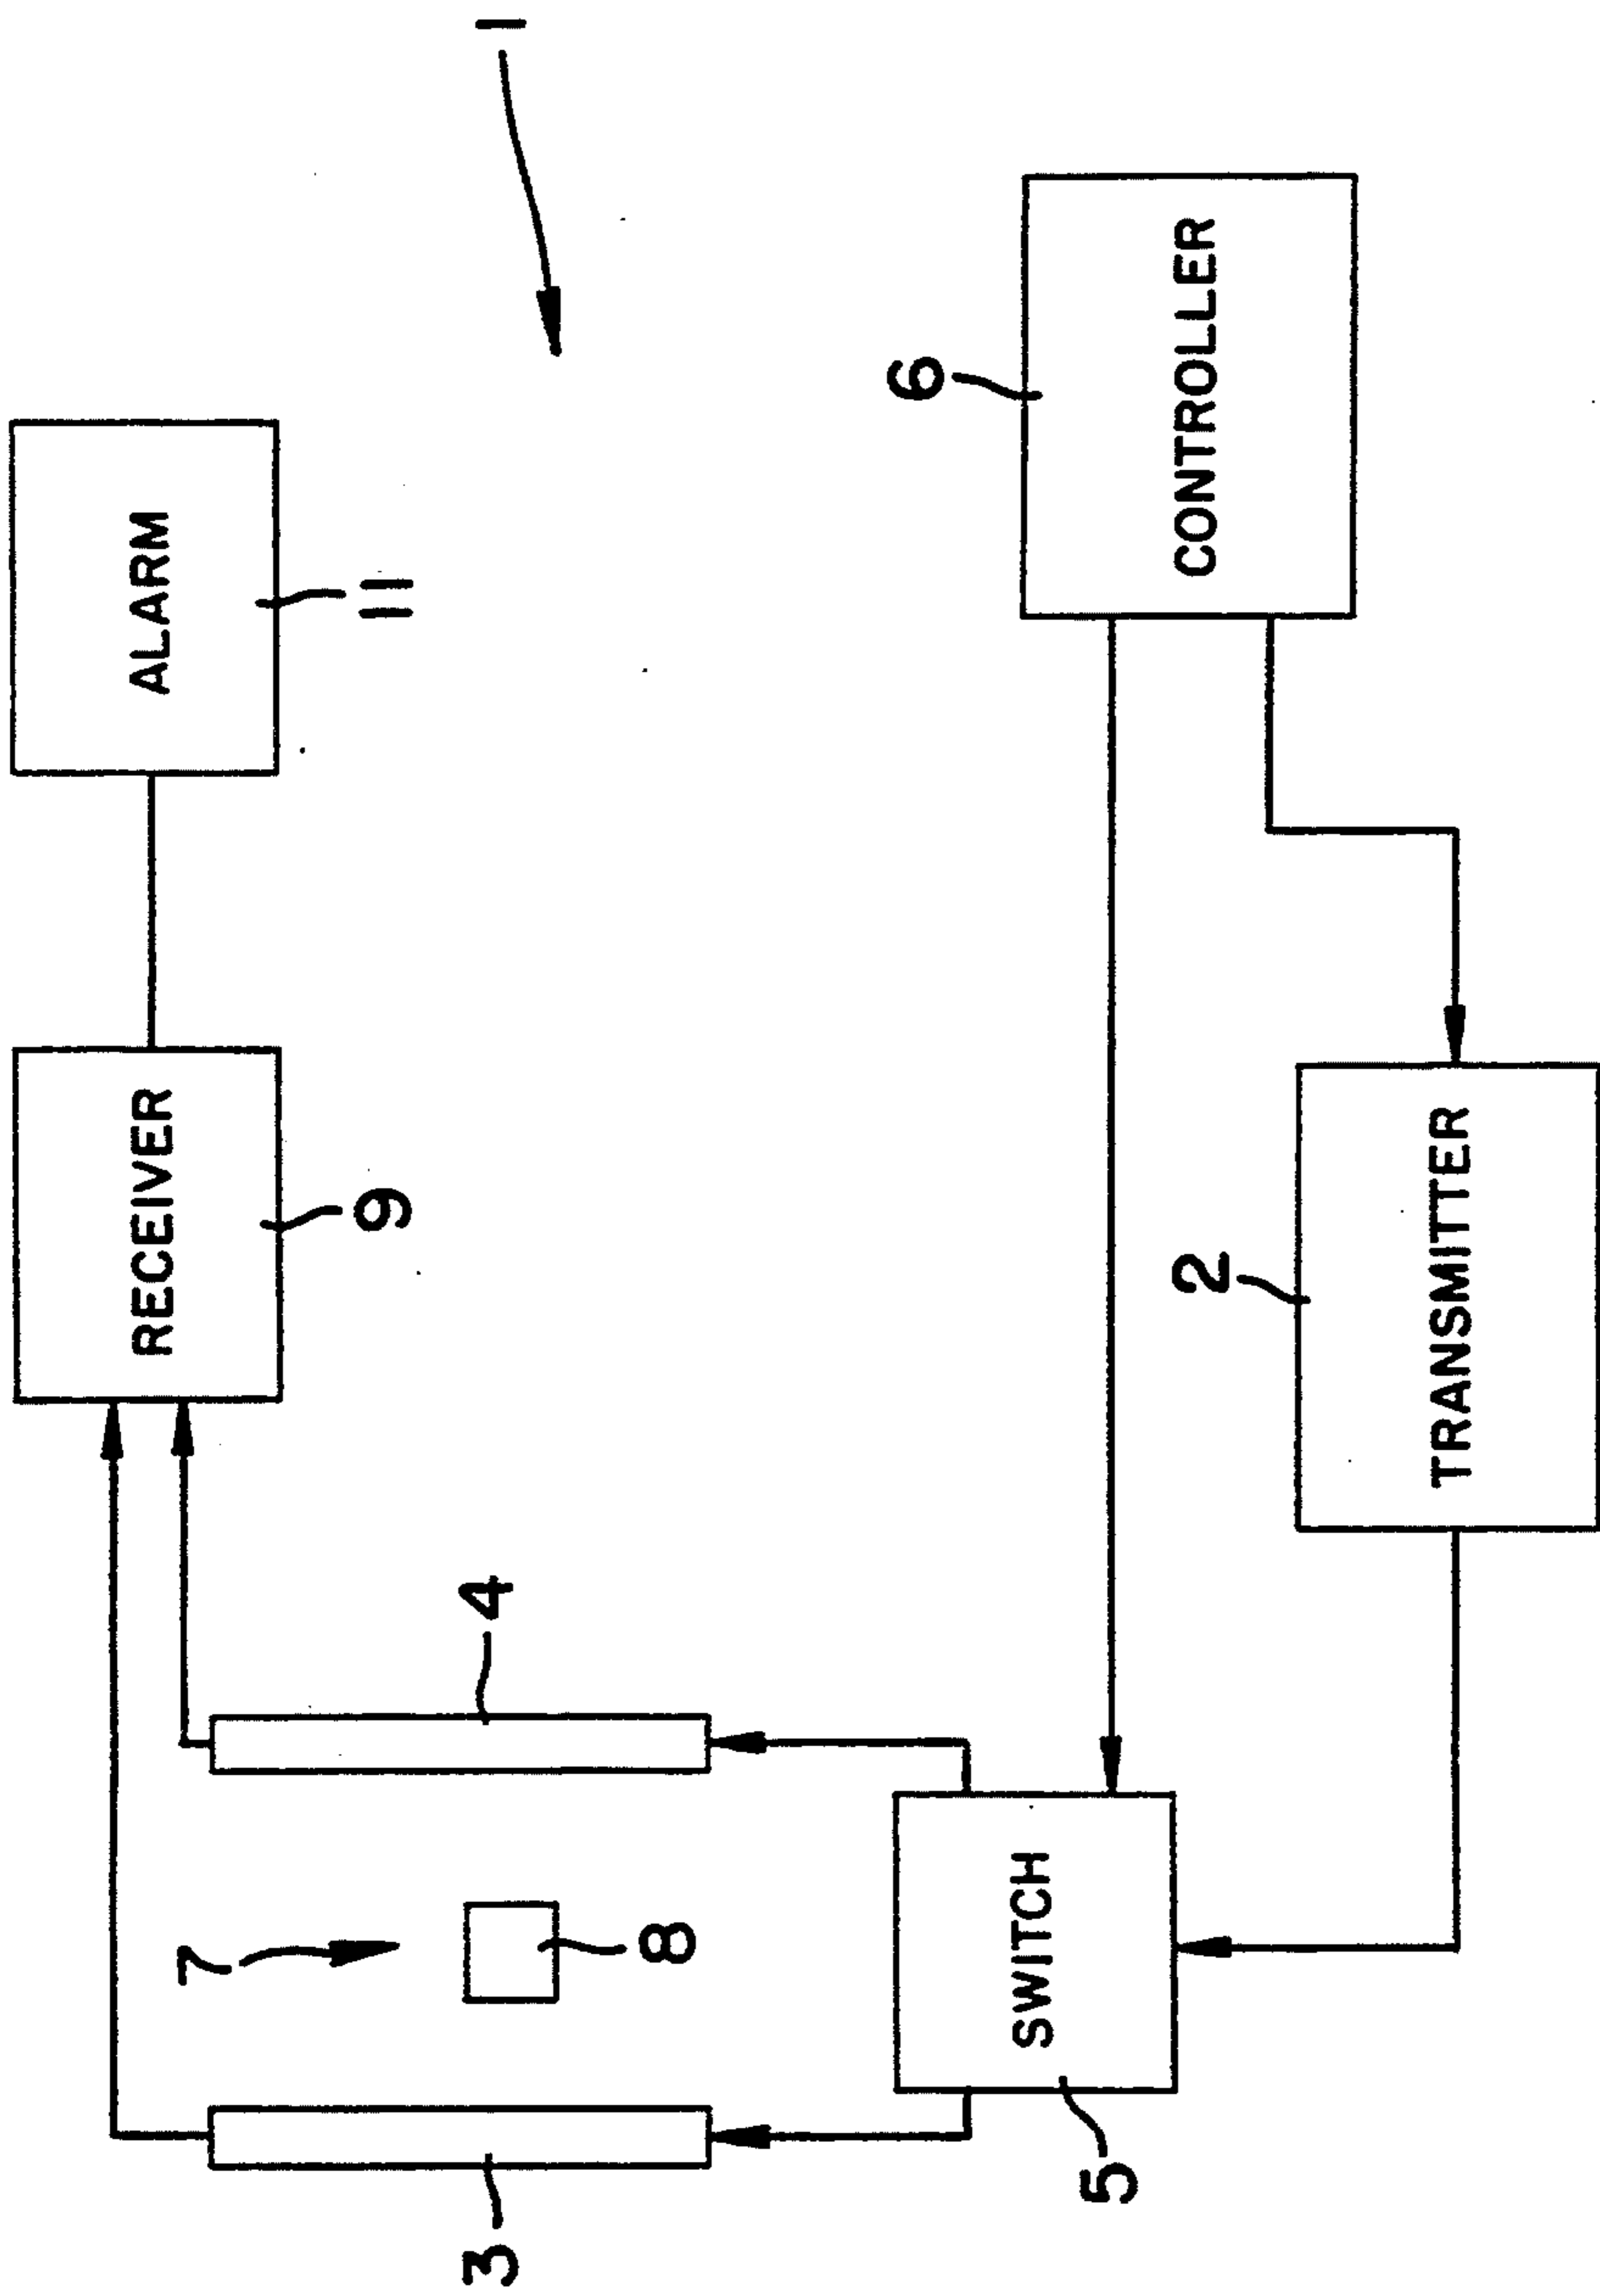 1
ALARM
11
RECEIVER
9
4
7
8
3
6
CONTROLLER
2
TRANSMITTER
SWITCH
5